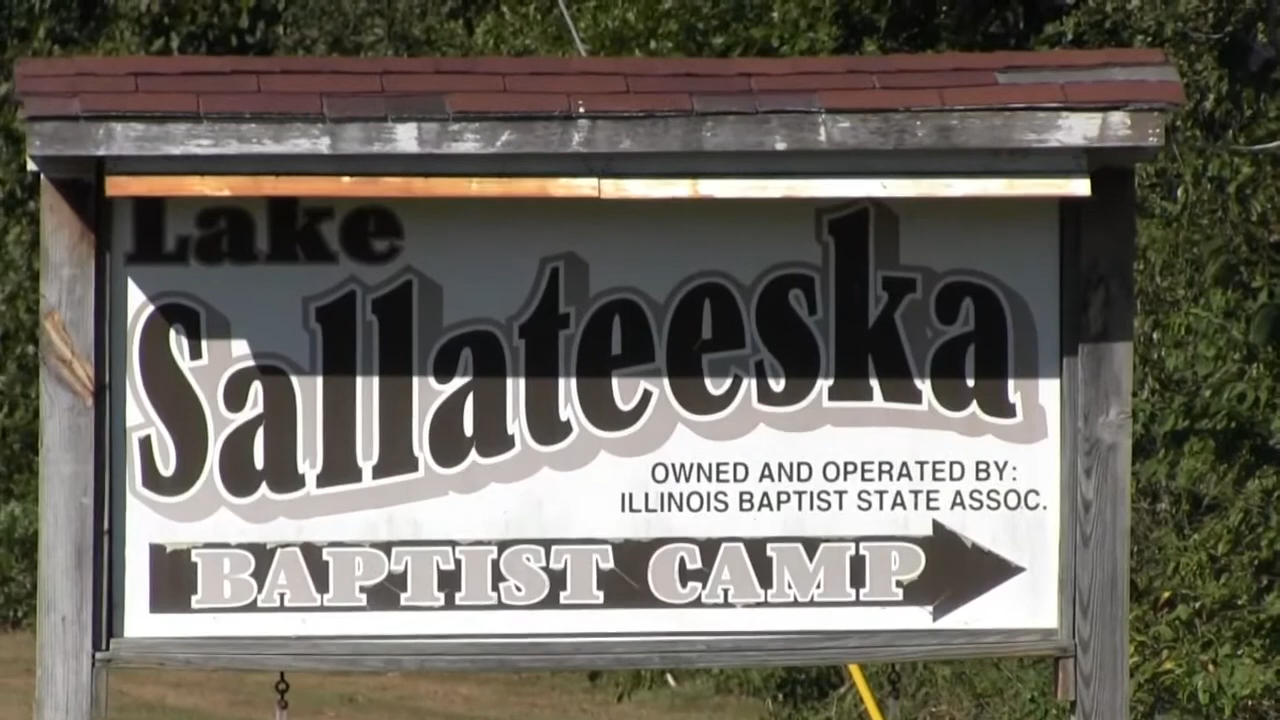 Lake
Sallateeska
OWNED AND OPERATED BY:
ILLINOIS BAPTIST STATE ASSOC.
BAPTIST CAMP